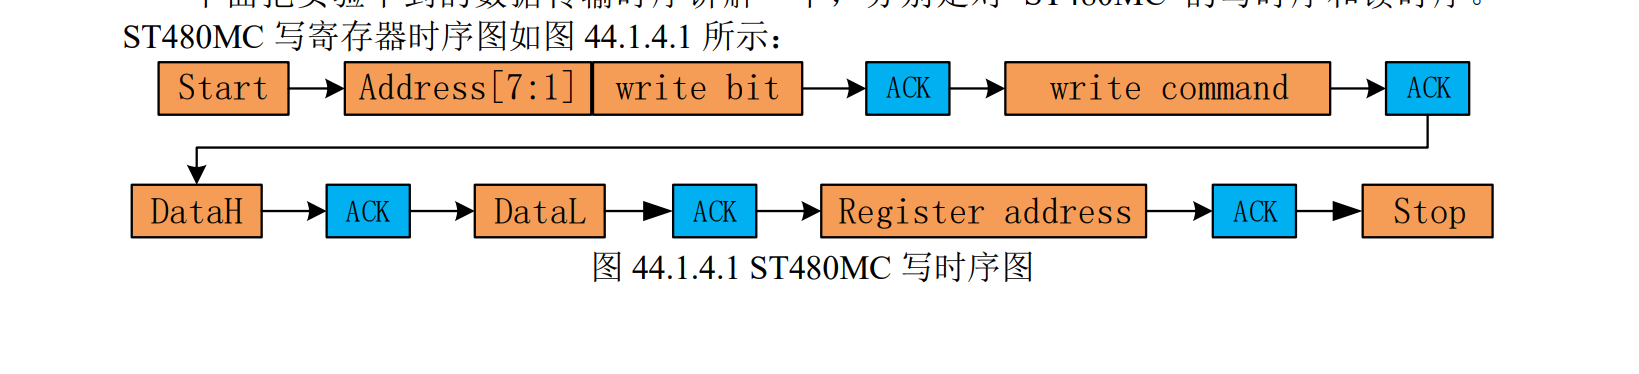 ST480MC 写寄存器时序图如图 44.1.4.1 所示：
Start Address[7:1] write bit ACK write command ACK
DataH ACK DataL ACK Register address ACK Stop
图 44.1.4.1 ST480MC 写时序图